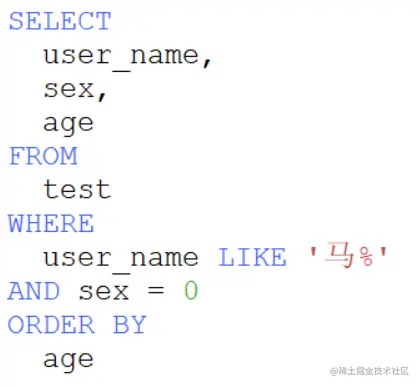 SELECT
  user_name,
  sex,
  age
FROM
  test
WHERE
  user_name LIKE '马%'
AND sex = 0
ORDER BY
  age
@稀土掘金技术社区